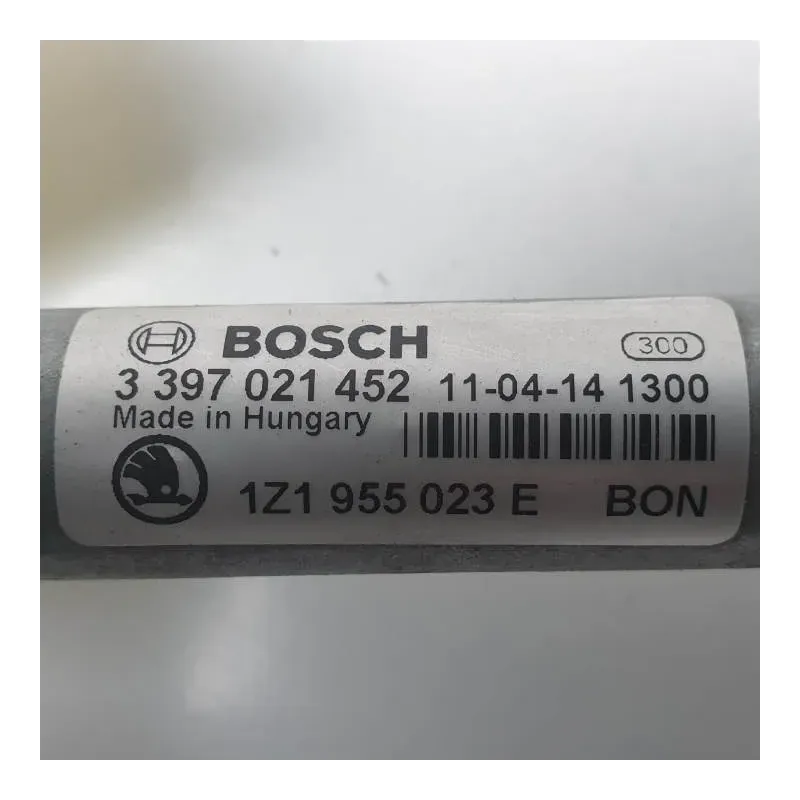 BOSCH 300
3 397 021 452 11-04-14 1300
Made in Hungary
1Z1 955 023 E BON